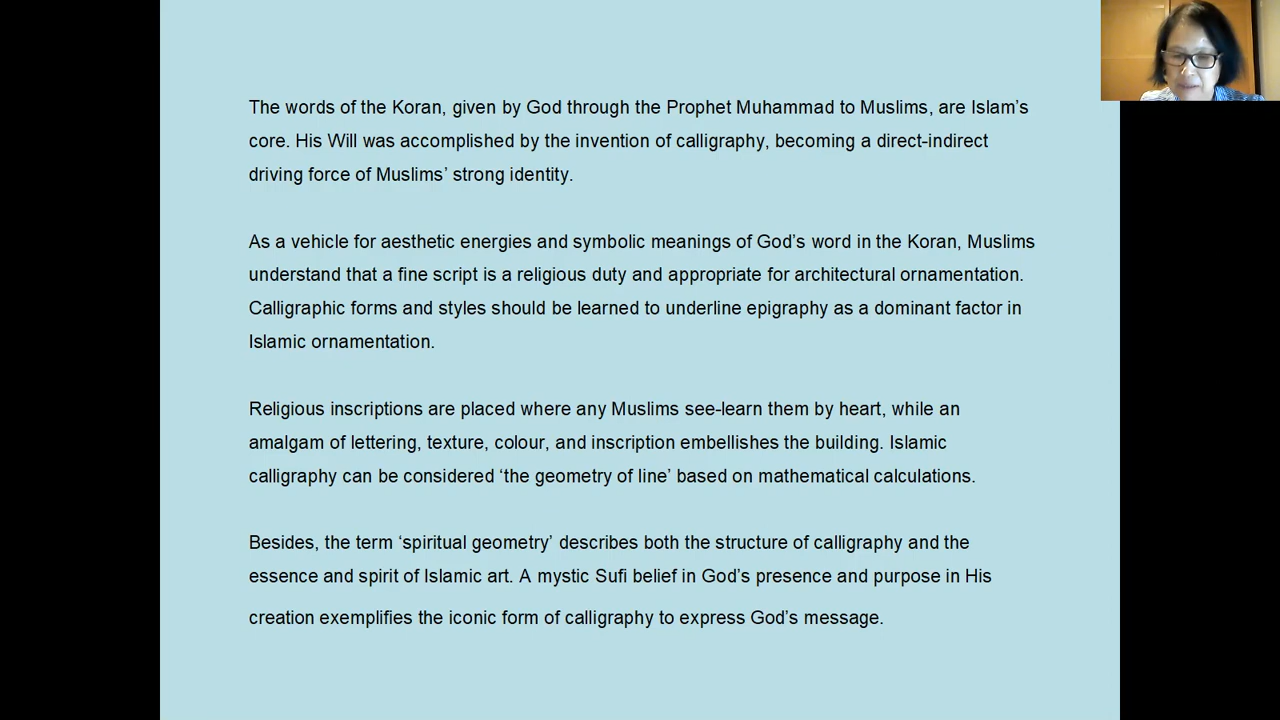 The words of the Koran, given by God through the Prophet Muhammad to Muslims, are Islam’s
core. His Will was accomplished by the invention of calligraphy, becoming a direct-indirect
driving force of Muslims’ strong identity.
As a vehicle for aesthetic energies and symbolic meanings of God’s word in the Koran, Muslims
understand that a fine script is a religious duty and appropriate for architectural ornamentation.
Calligraphic forms and styles should be learned to underline epigraphy as a dominant factor in
Islamic ornamentation.
Religious inscriptions are placed where any Muslims see-learn them by heart, while an
amalgam of lettering, texture, colour, and inscription embellishes the building. Islamic
calligraphy can be considered ‘the geometry of line’ based on mathematical calculations.
Besides, the term ‘spiritual geometry’ describes both the structure of calligraphy and the
essence and spirit of Islamic art. A mystic Sufi belief in God’s presence and purpose in His
creation exemplifies the iconic form of calligraphy to express God’s message.